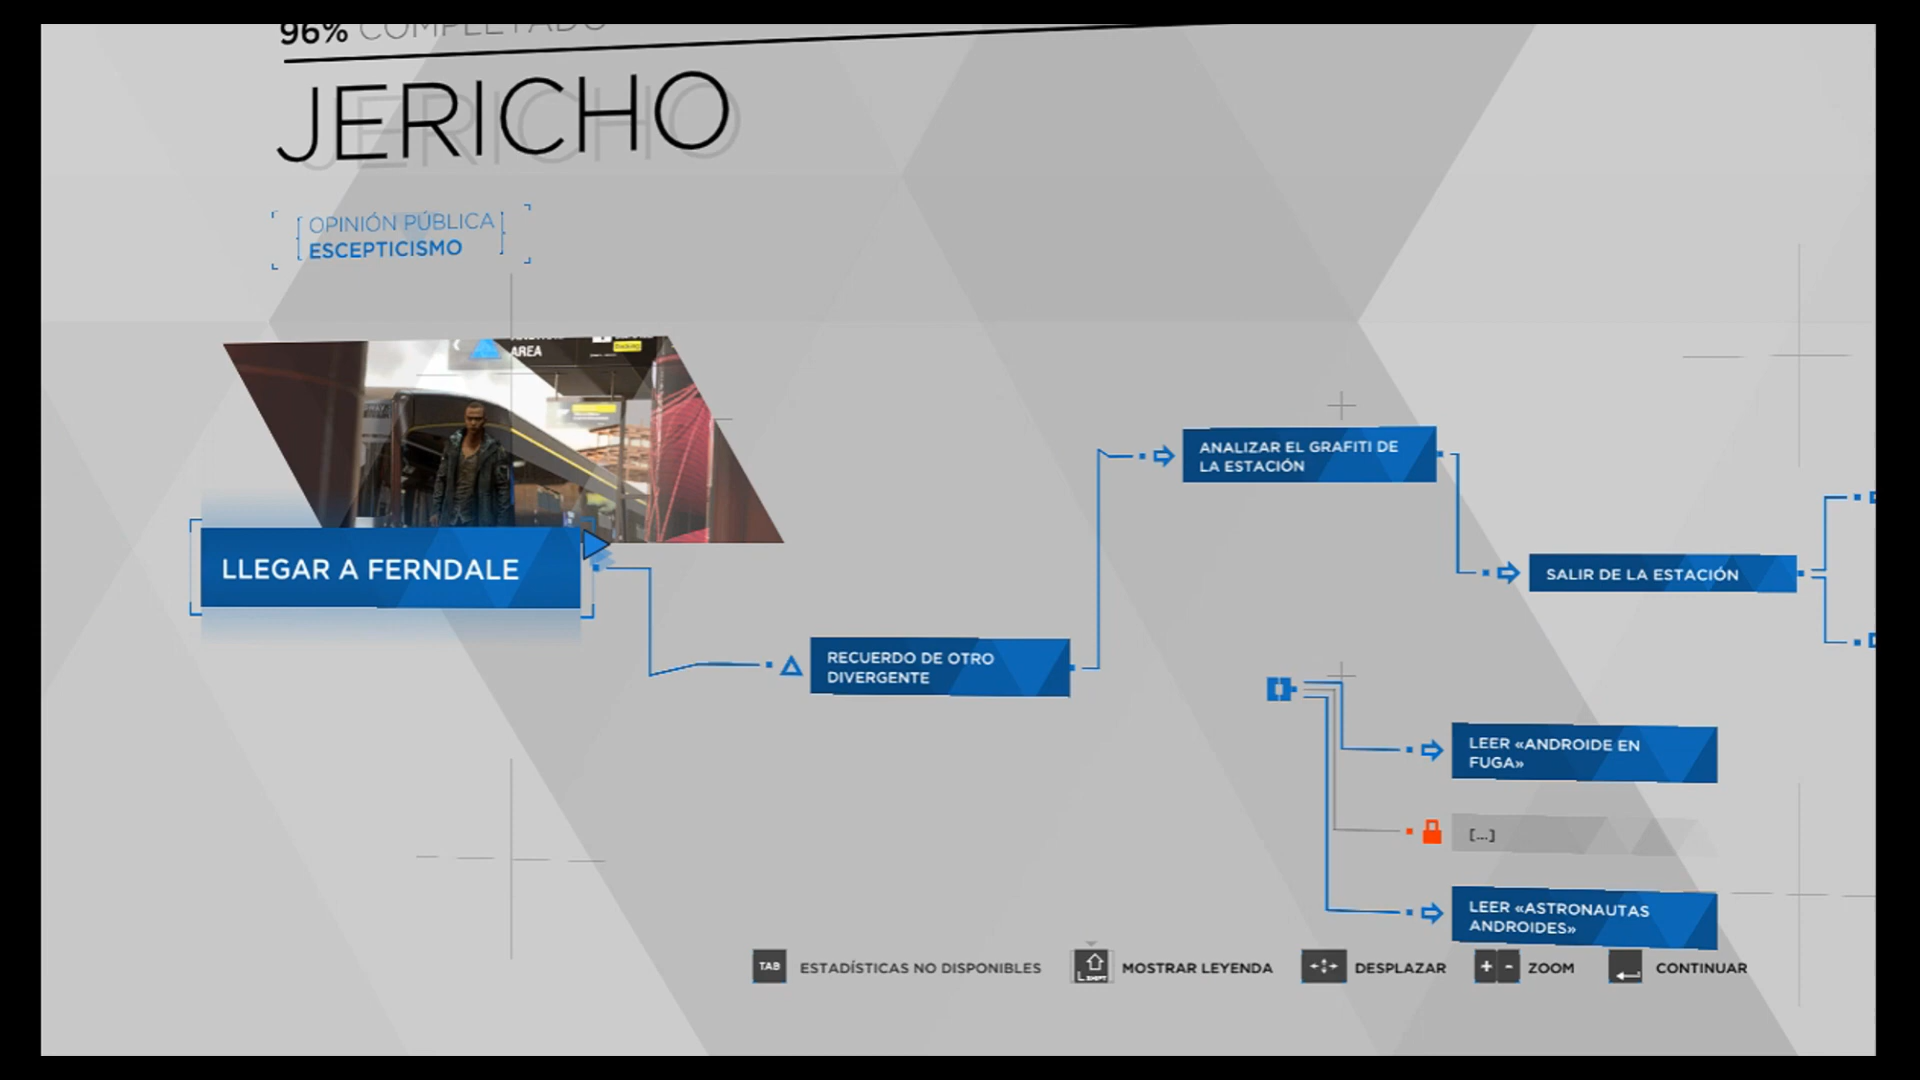 96% COMPLETADO
JERICHO
OPINIÓN PÚBLICA
ESCEPTICISMO
AREA
LLEGAR A FERNDALE
RECUERDO DE OTRO
DIVERGENTE
ANALIZAR EL GRAFITI DE
LA ESTACIÓN
SALIR DE LA ESTACIÓN
LEER «ANDROIDE EN
FUGA»
[...]
LEER «ASTRONAUTAS
ANDROIDES»
TAB ESTADÍSTICAS NO DISPONIBLES
L SHIFT MOSTRAR LEYENDA
DESPLAZAR
+ - ZOOM
CONTINUAR